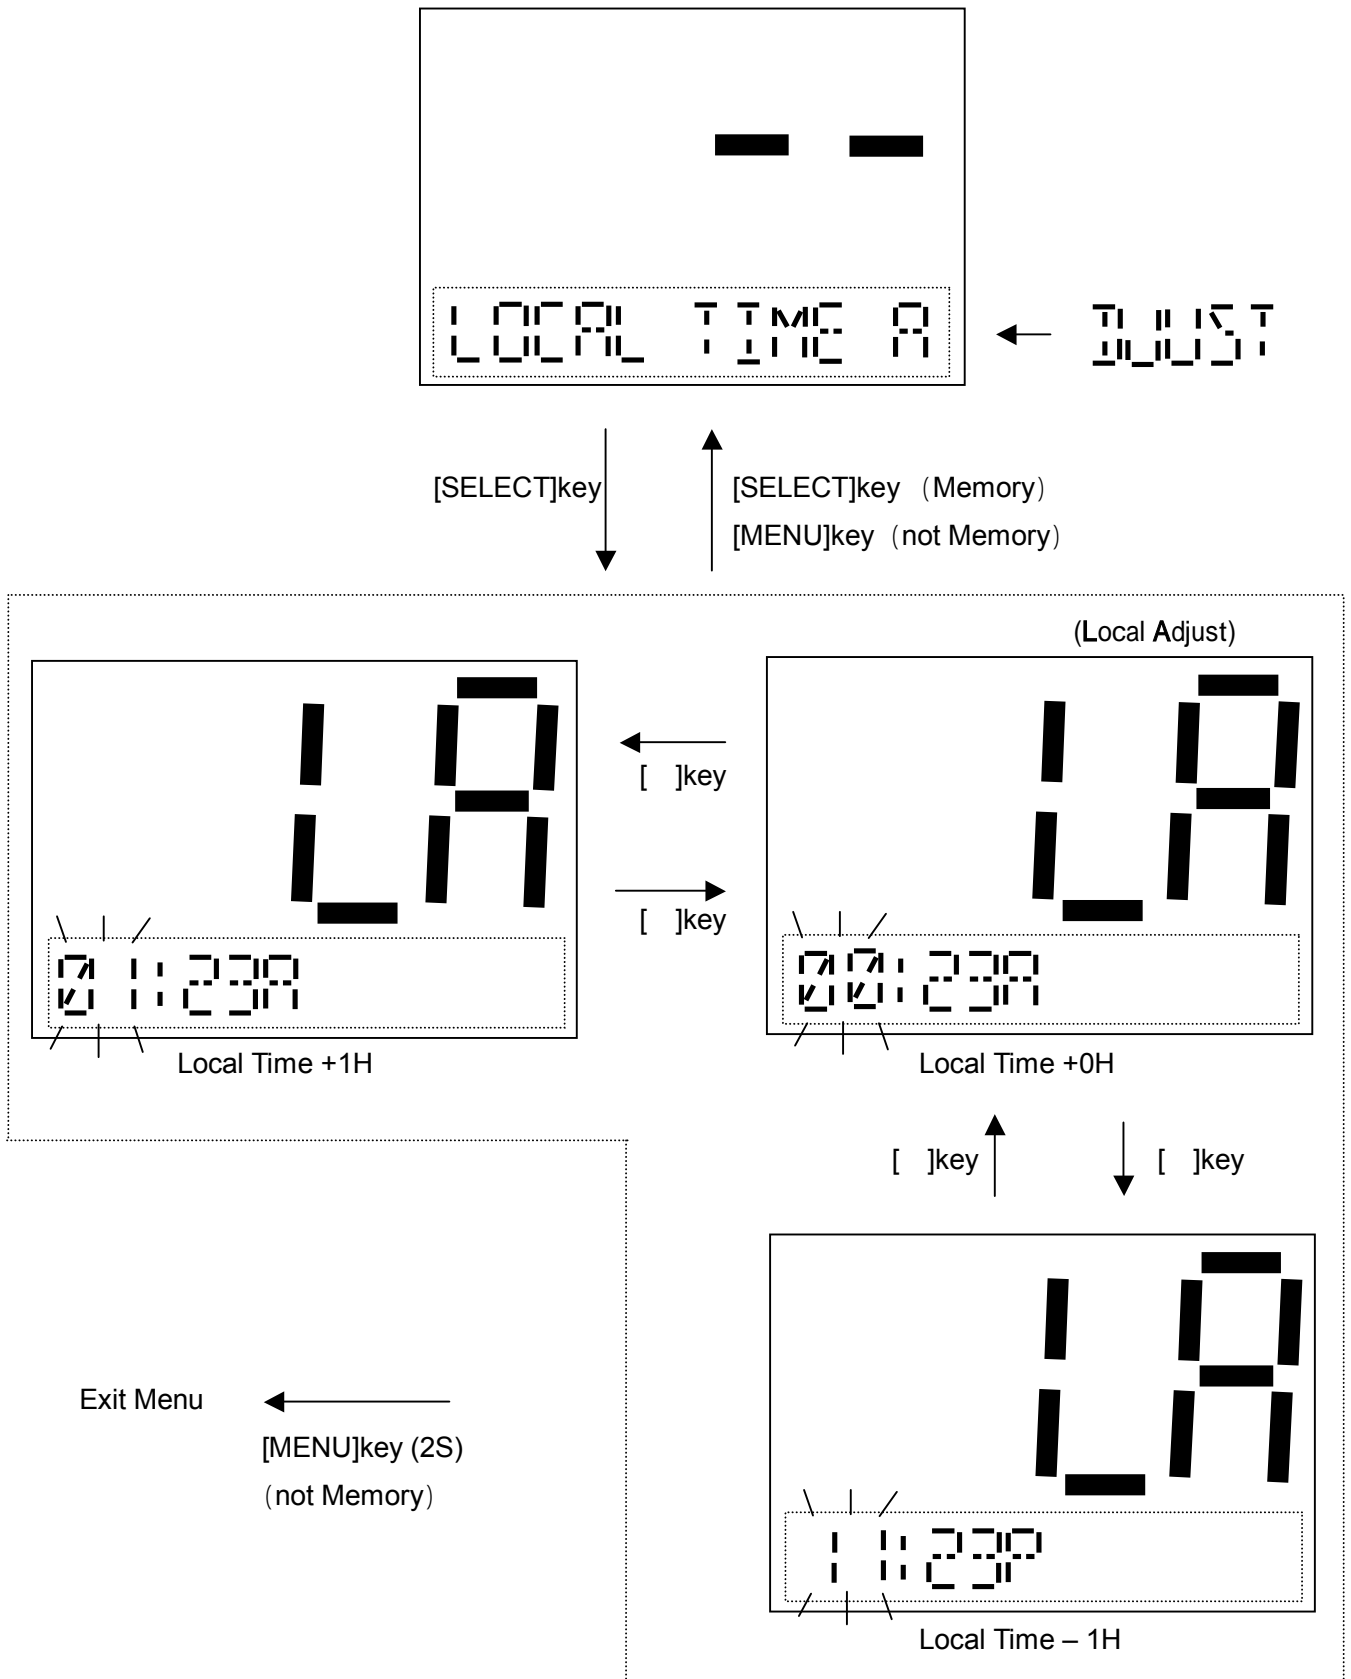 -- 
LOCAL TIME A
DJUST
[SELECT]key
[SELECT]key （Memory）
[MENU]key（not Memory）
(Local Adjust)
LA
LA
[ ]key
[ ]key
01:23A
00:23A
Local Time +1H
Local Time +0H
[ ]key
[ ]key
LA
Exit Menu
[MENU]key (2S)
（not Memory）
11:23P
Local Time – 1H